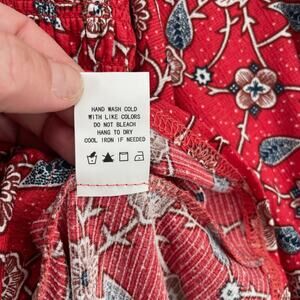 HAND WASH COLD
WITH LIKE COLORS
DO NOT BLEACH
HANG TO DRY
COOL IRON IF NEEDED